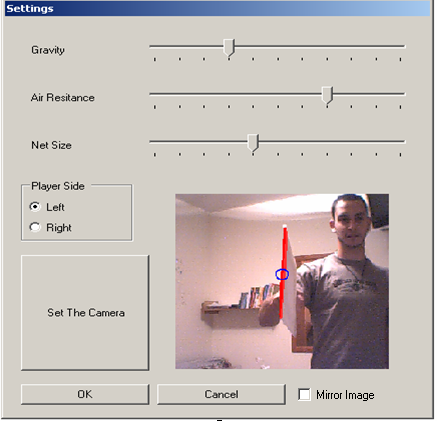 Settings
Gravity
Air Resitance
Net Size
Player Side
Left
Right
Set The Camera
OK
Cancel
Mirror Image